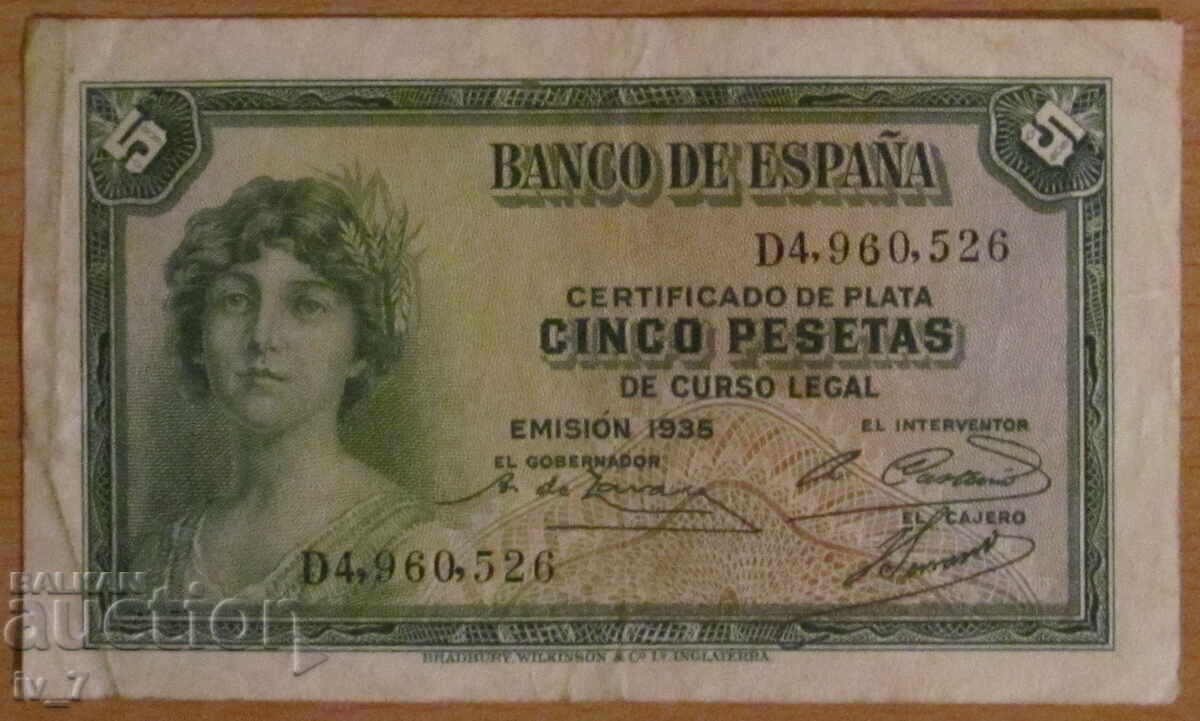 5
5
BANCO DE ESPAÑA
D4,960,526
CERTIFICADO DE PLATA
CINCO PESETAS
DE CURSO LEGAL
EMISIÓN 1935
EL INTERVENTOR
EL GOBERNADOR
EL CAJERO
D4,960,526
BRADBURY, WILKINSON & Cº Lᵈ. INGLATERRA
BALKAN
auction
iv_7